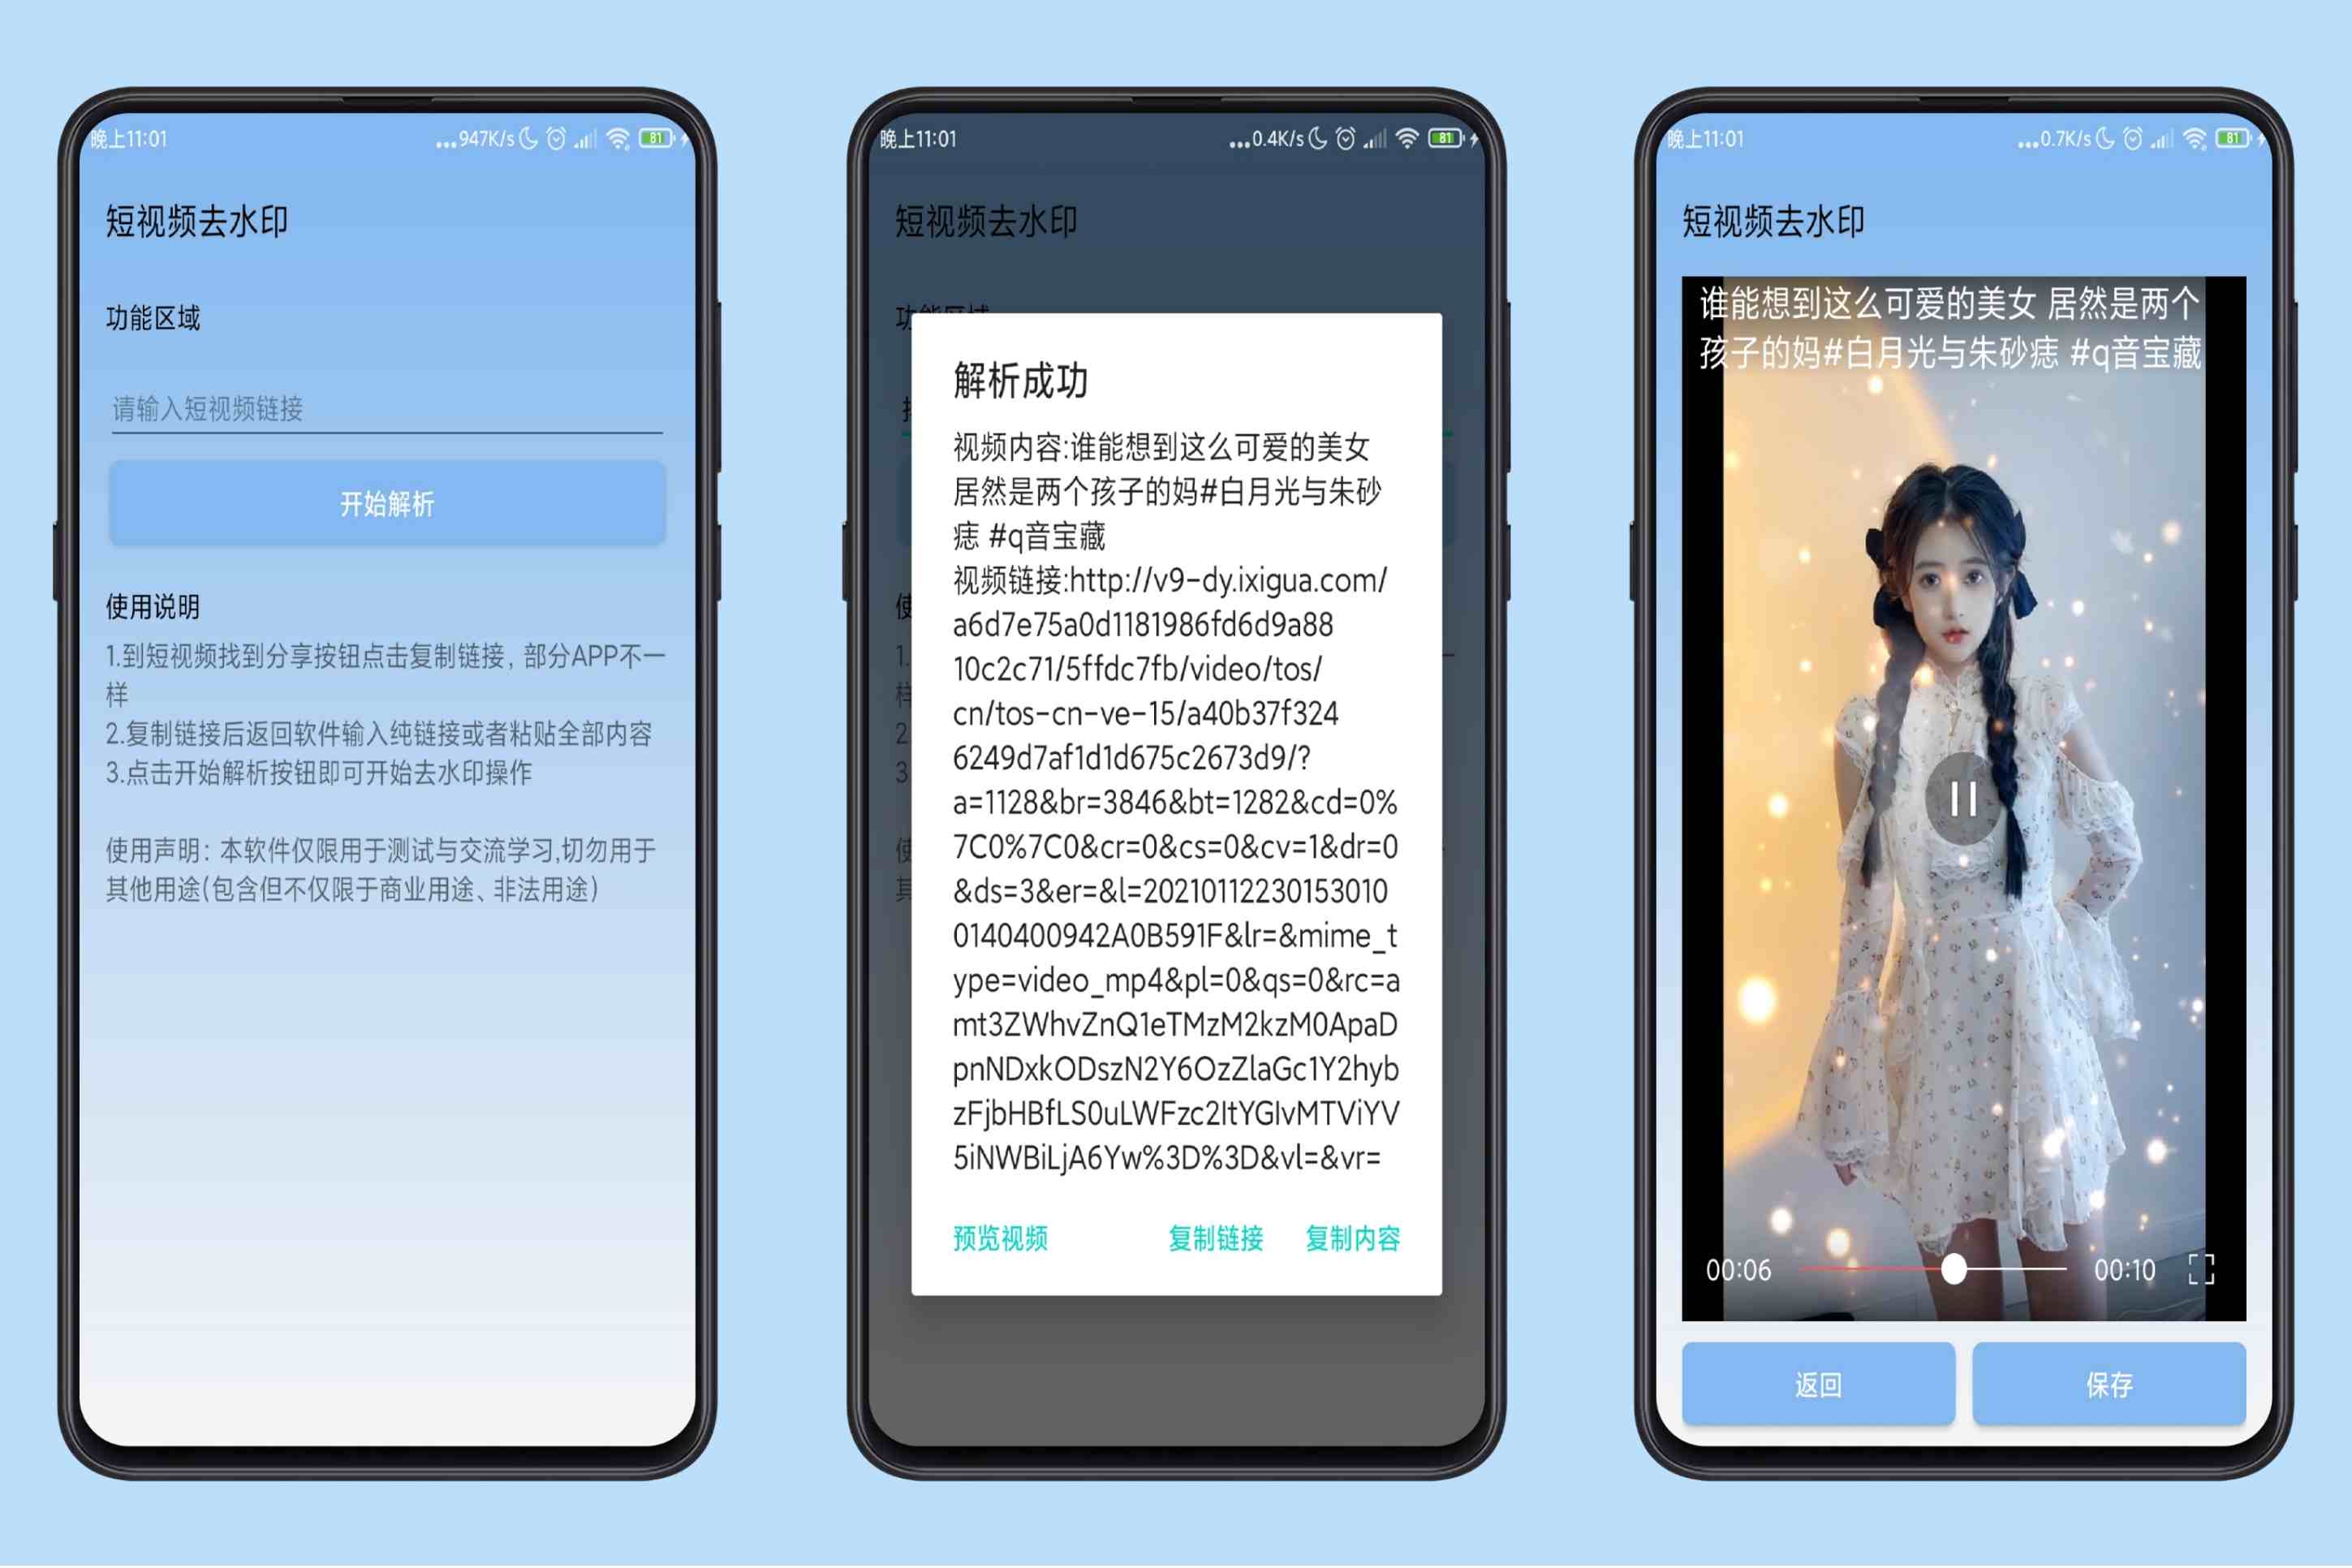 晚上11:01
...947K/s
81
短视频去水印
功能区域
请输入短视频链接
开始解析
使用说明
1.到短视频找到分享按钮点击复制链接，部分APP不一
样
2.复制链接后返回软件输入纯链接或者粘贴全部内容
3.点击开始解析按钮即可开始去水印操作
使用声明：本软件仅限用于测试与交流学习,切勿用于
其他用途(包含但不仅限于商业用途、非法用途)
晚上11:01
...0.4K/s
81
短视频去水印
解析成功
视频内容:谁能想到这么可爱的美女
居然是两个孩子的妈#白月光与朱砂
痣 #q音宝藏
视频链接:http://v9-dy.ixigua.com/
a6d7e75a0d1181986fd6d9a88
10c2c71/5ffdc7fb/video/tos/
cn/tos-cn-ve-15/a40b37f324
6249d7af1d1d675c2673d9/?
a=1128&br=3846&bt=1282&cd=0%
7C0%7C0&cr=0&cs=0&cv=1&dr=0
&ds=3&er=&l=20210112230153010
0140400942A0B591F&lr=&mime_t
ype=video_mp4&pl=0&qs=0&rc=a
mt3ZWhvZnQ1eTMzM2kzM0ApaD
pnNDxkODszN2Y6OzZlaGc1Y2hyb
zFjbHBfLS0uLWFzc2ItYGIvMTViYV
5iNWBiLjA6Yw%3D%3D&vl=&vr=
预览视频
复制链接
复制内容
晚上11:01
...0.7K/s
81
短视频去水印
谁能想到这么可爱的美女 居然是两个
孩子的妈#白月光与朱砂痣 #q音宝藏
00:06
00:10
返回
保存